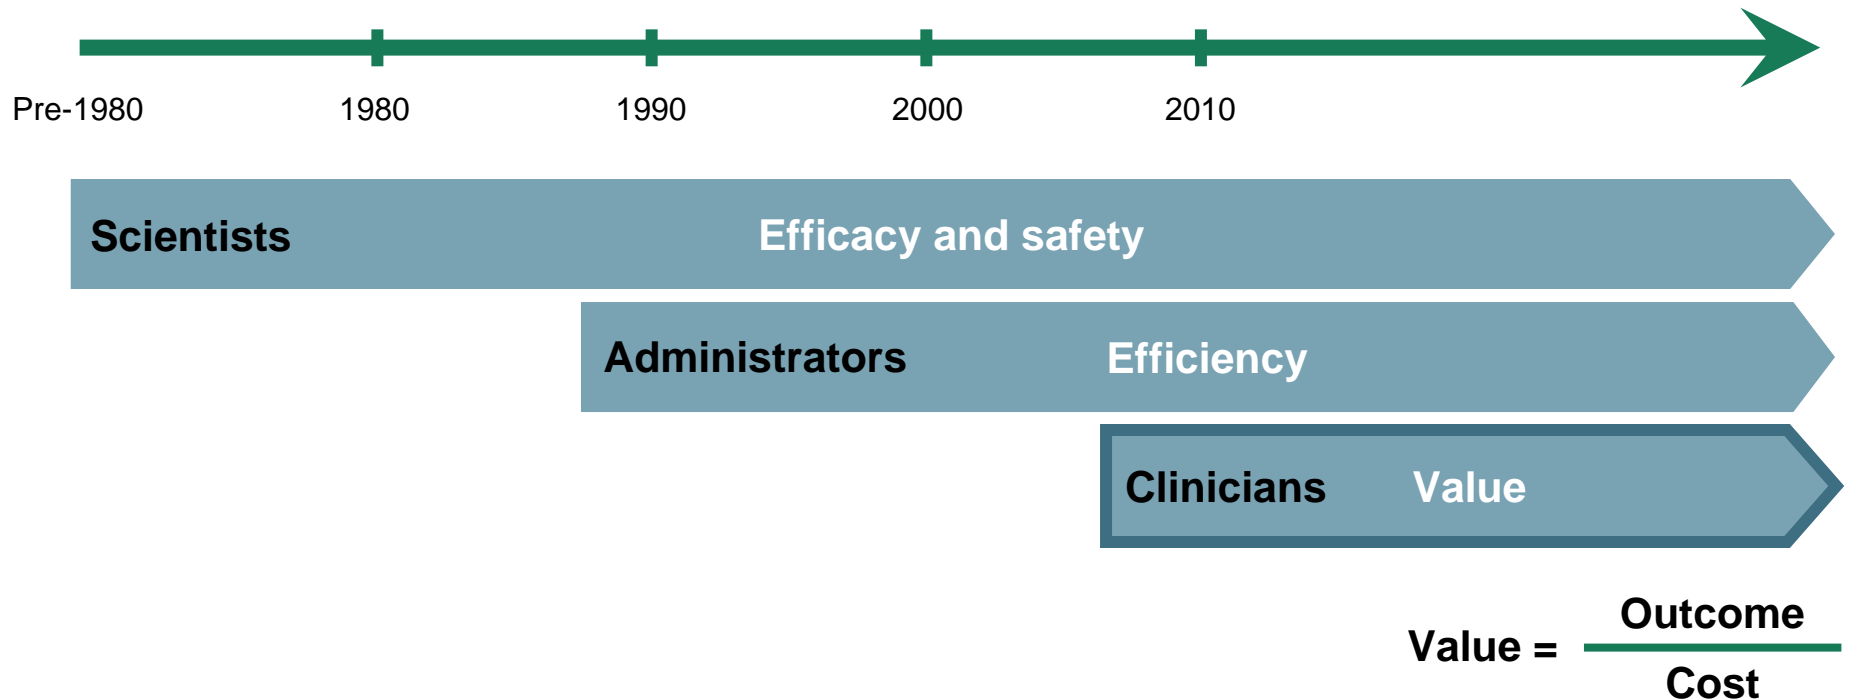 Pre-1980 1980 1990 2000 2010
Scientists Efficacy and safety
Administrators Efficiency
Clinicians Value
Value = Outcome
Cost